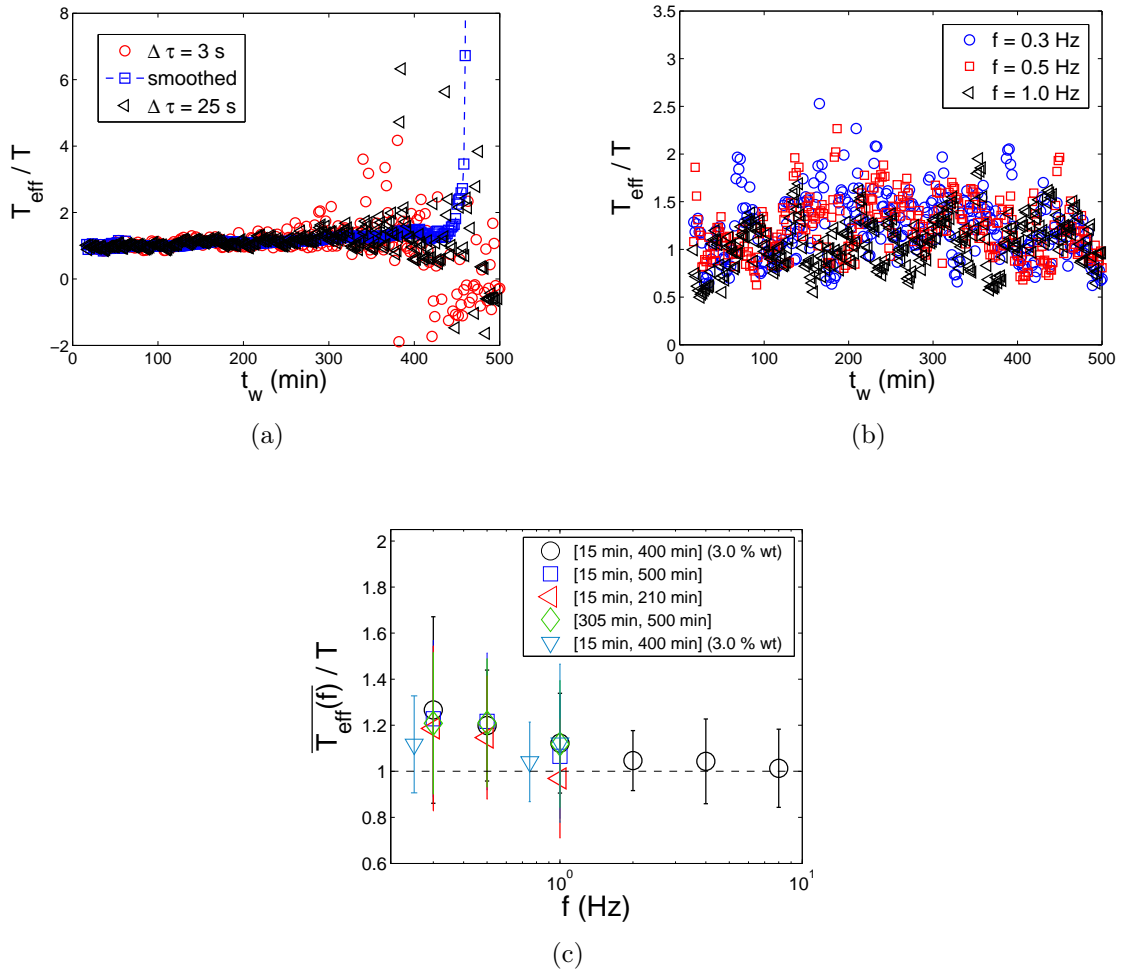 8
6
4
2
0
−2
0 100 200 300 400 500
T_eff / T
t_w (min)
Δ τ = 3 s
smoothed
Δ τ = 25 s
(a)
3.5
3
2.5
2
1.5
1
0.5
0
0 100 200 300 400 500
T_eff / T
t_w (min)
f = 0.3 Hz
f = 0.5 Hz
f = 1.0 Hz
(b)
2
1.8
1.6
1.4
1.2
1
0.8
0.6
10^0 10^1
T_eff(f) / T
f (Hz)
[15 min, 400 min] (3.0 % wt)
[15 min, 500 min]
[15 min, 210 min]
[305 min, 500 min]
[15 min, 400 min] (3.0 % wt)
(c)